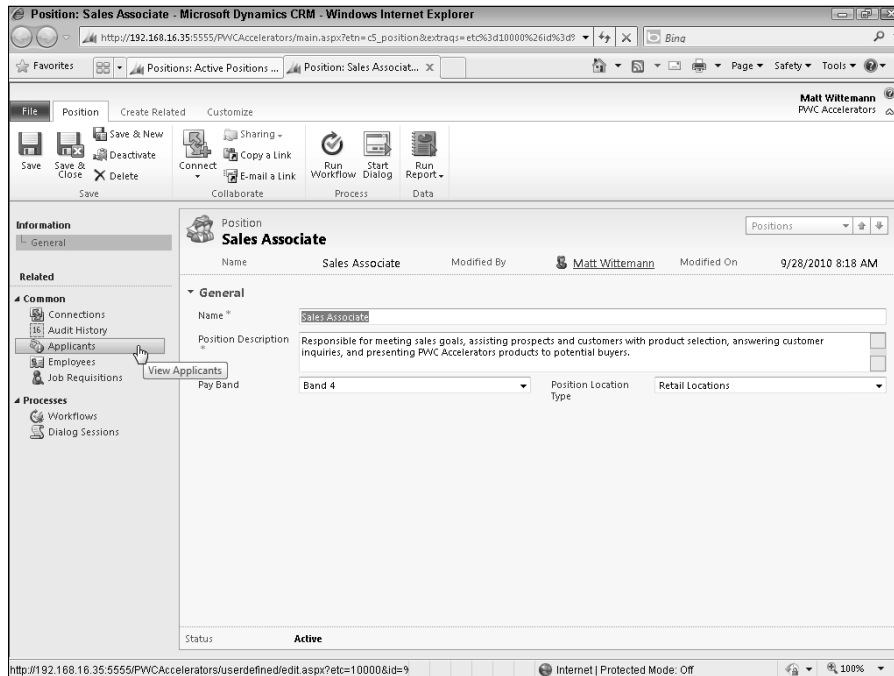 Position: Sales Associate - Microsoft Dynamics CRM - Windows Internet Explorer
http://192.168.16.35:5555/PWCAccelerators/main.aspx?etn=c5_position&extraqs=etc%3d10000%26id%3d%
Bing
Favorites
Positions: Active Positions ...
Position: Sales Associat... X
Page Safety Tools
File Position Create Related Customize
Matt Wittemann
PWC Accelerators
Save
Save & Close
Save & New
Deactivate
Delete
Save
Connect
Sharing
Copy a Link
E-mail a Link
Collaborate
Run Workflow
Start Dialog
Process
Run Report
Data
Information
General
Related
Common
Connections
16 Audit History
Applicants
Employees
View Applicants
Job Requisitions
Processes
Workflows
Dialog Sessions
Position
Sales Associate
Positions
Name Sales Associate Modified By Matt Wittemann Modified On 9/28/2010 8:18 AM
General
Name * Sales Associate
Position Description *
Responsible for meeting sales goals, assisting prospects and customers with product selection, answering customer
inquiries, and presenting PWC Accelerators products to potential buyers.
Pay Band Band 4 Position Location Type Retail Locations
Status Active
http://192.168.16.35:5555/PWCAccelerators/userdefined/edit.aspx?etc=10000&id=9
Internet | Protected Mode: Off
100%